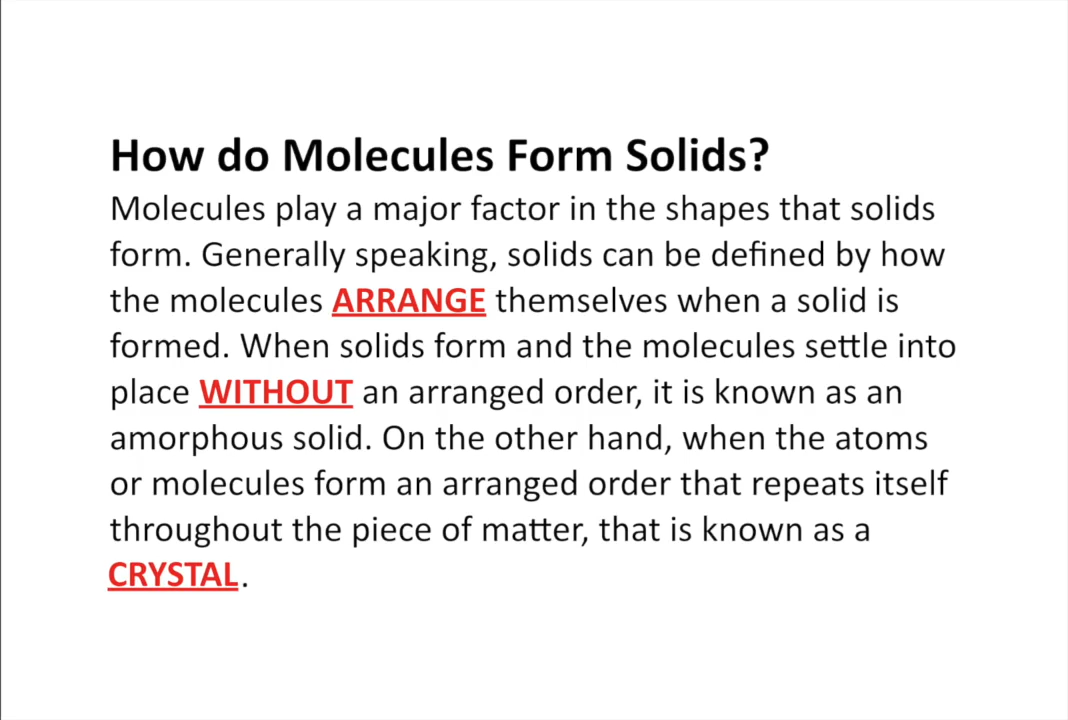 How do Molecules Form Solids?
Molecules play a major factor in the shapes that solids
form. Generally speaking, solids can be defined by how
the molecules ARRANGE themselves when a solid is
formed. When solids form and the molecules settle into
place WITHOUT an arranged order, it is known as an
amorphous solid. On the other hand, when the atoms
or molecules form an arranged order that repeats itself
throughout the piece of matter, that is known as a
CRYSTAL.